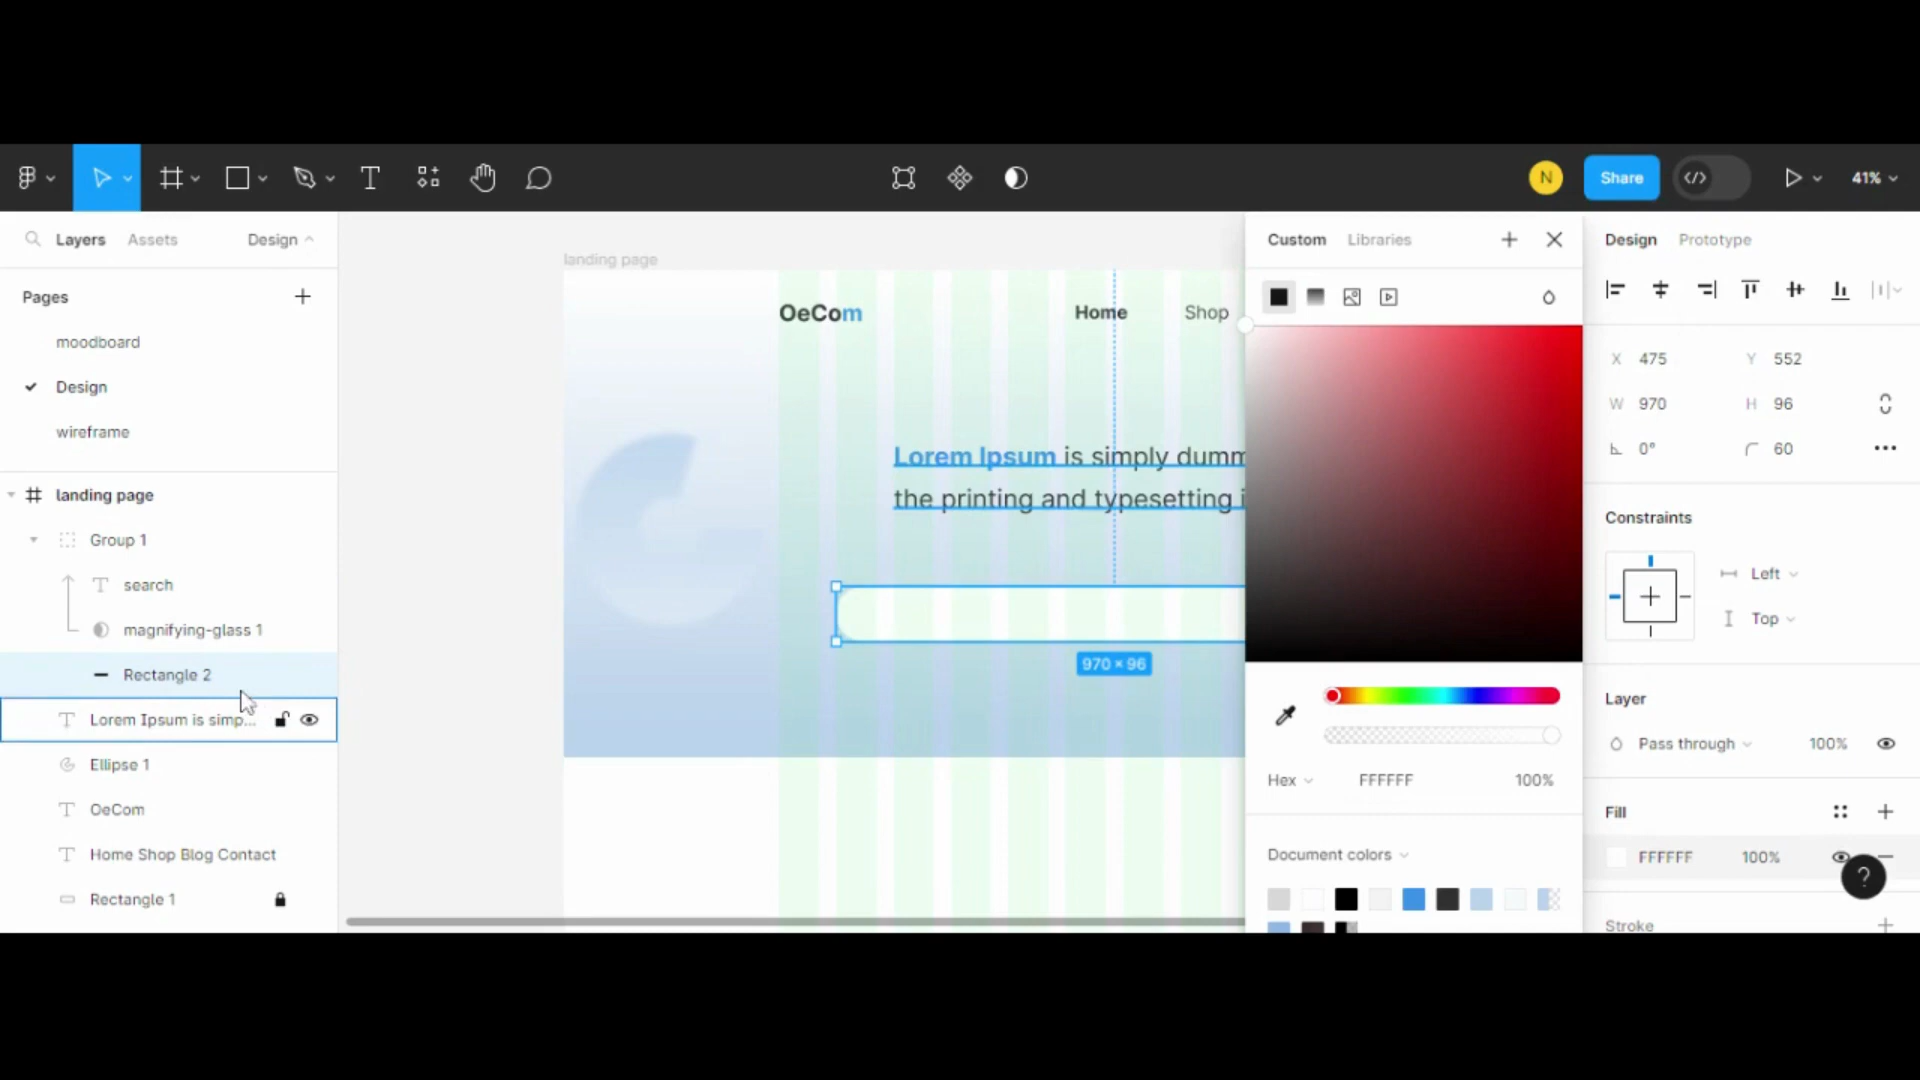 N
Share
41%
Layers
Assets
Design
Pages
moodboard
Design
wireframe
landing page
Group 1
search
magnifying-glass 1
Rectangle 2
Lorem Ipsum is simp...
Ellipse 1
OeCom
Home Shop Blog Contact
Rectangle 1
landing page
OeCom
Home
Shop
Lorem Ipsum is simply dumm
the printing and typesetting i
970 × 96
Custom
Libraries
Hex
FFFFFF
100%
Document colors
Design
Prototype
X 475
Y 552
W 970
H 96
0°
60
Constraints
Left
Top
Layer
Pass through
100%
Fill
FFFFFF
100%
?
Stroke